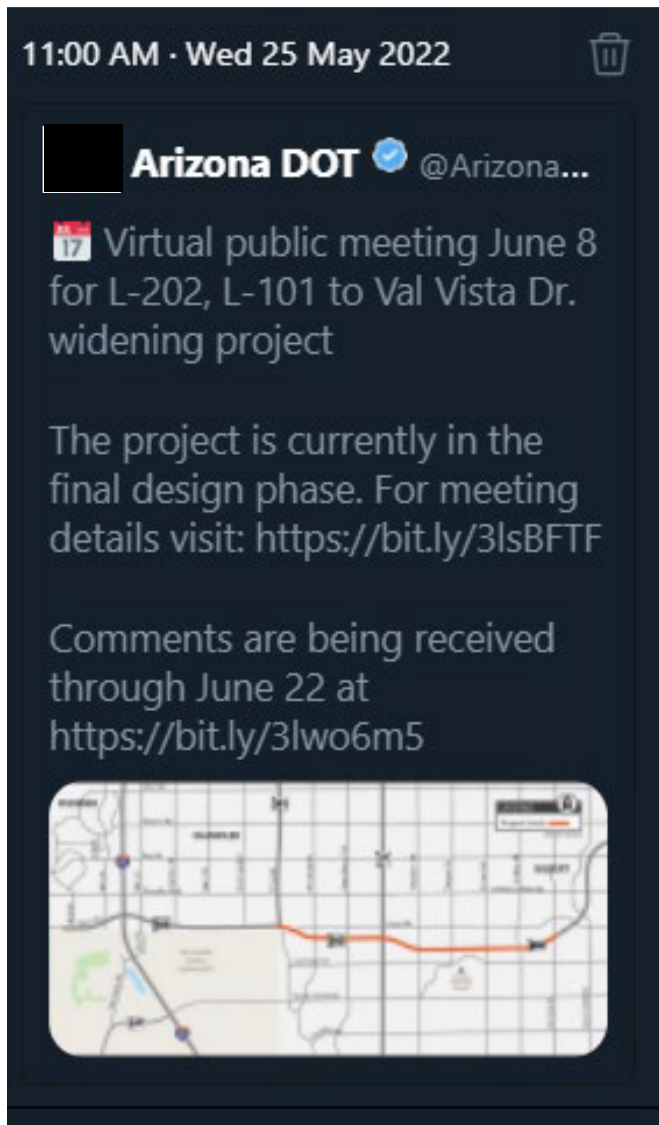 11:00 AM · Wed 25 May 2022
Arizona DOT @Arizona...
JUL 17 Virtual public meeting June 8
for L-202, L-101 to Val Vista Dr.
widening project
The project is currently in the
final design phase. For meeting
details visit: https://bit.ly/3lsBFTF
Comments are being received
through June 22 at
https://bit.ly/3lwo6m5